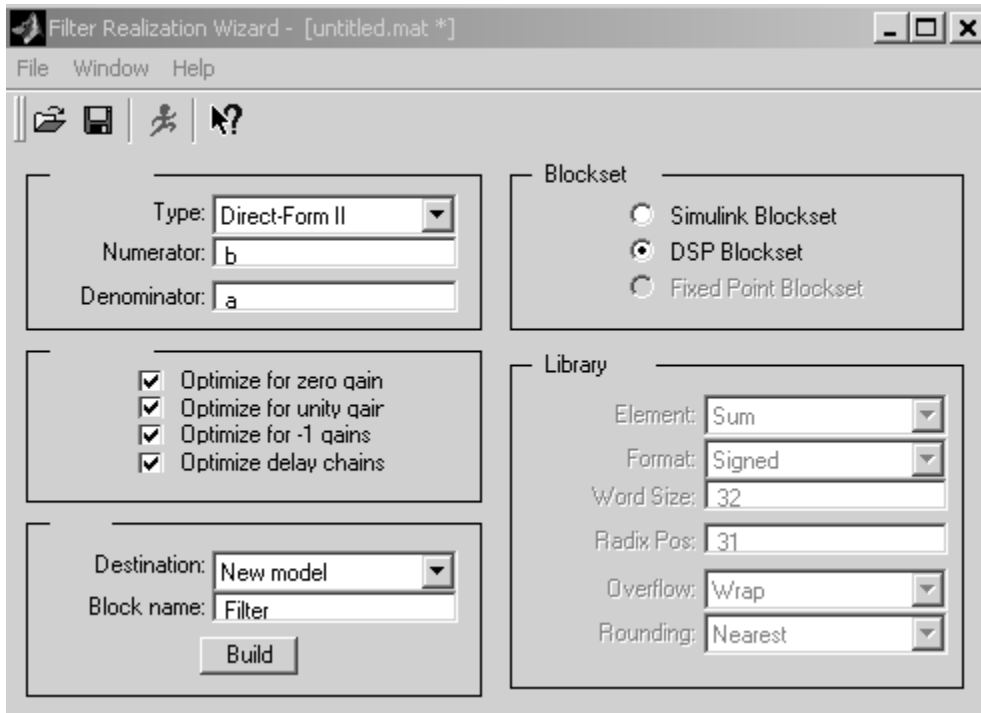 Filter Realization Wizard - [untitled.mat *]
File Window Help
Type: Direct-Form II
Numerator: b
Denominator: a
Optimize for zero gain
Optimize for unity gain
Optimize for -1 gains
Optimize delay chains
Destination: New model
Block name: Filter
Build
Blockset
Simulink Blockset
DSP Blockset
Fixed Point Blockset
Library
Element: Sum
Format: Signed
Word Size: 32
Radix Pos: 31
Overflow: Wrap
Rounding: Nearest